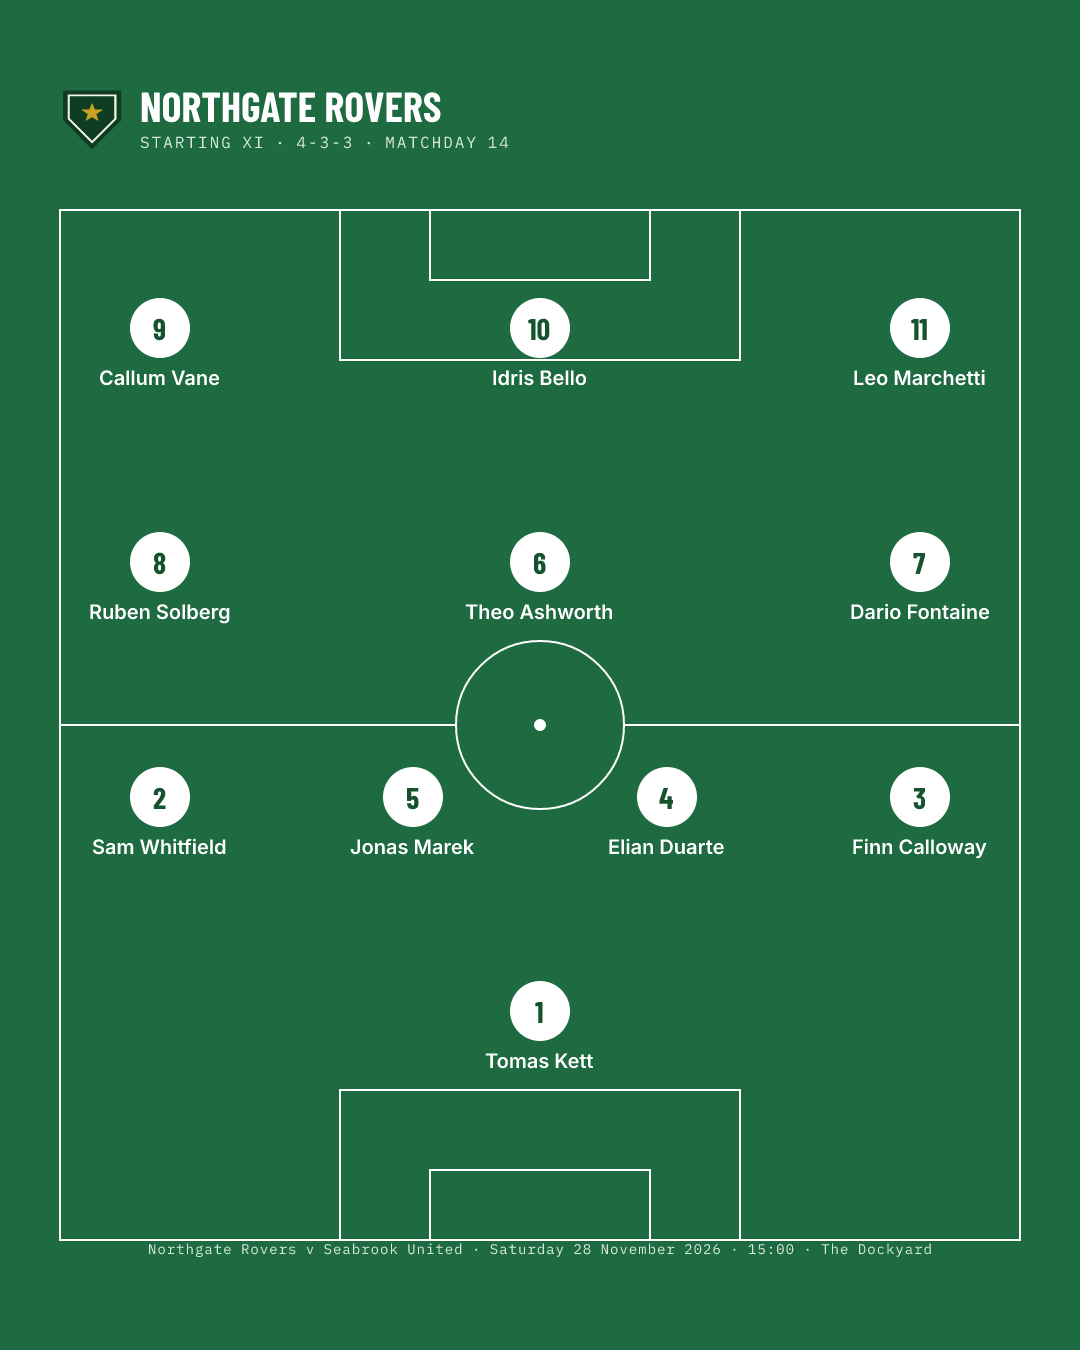 NORTHGATE ROVERS
STARTING XI · 4-3-3 · MATCHDAY 14
9 10 11
Callum Vane Idris Bello Leo Marchetti
8 6 7
Ruben Solberg Theo Ashworth Dario Fontaine
2 5 4 3
Sam Whitfield Jonas Marek Elian Duarte Finn Calloway
1
Tomas Kett
Northgate Rovers v Seabrook United · Saturday 28 November 2026 · 15:00 · The Dockyard